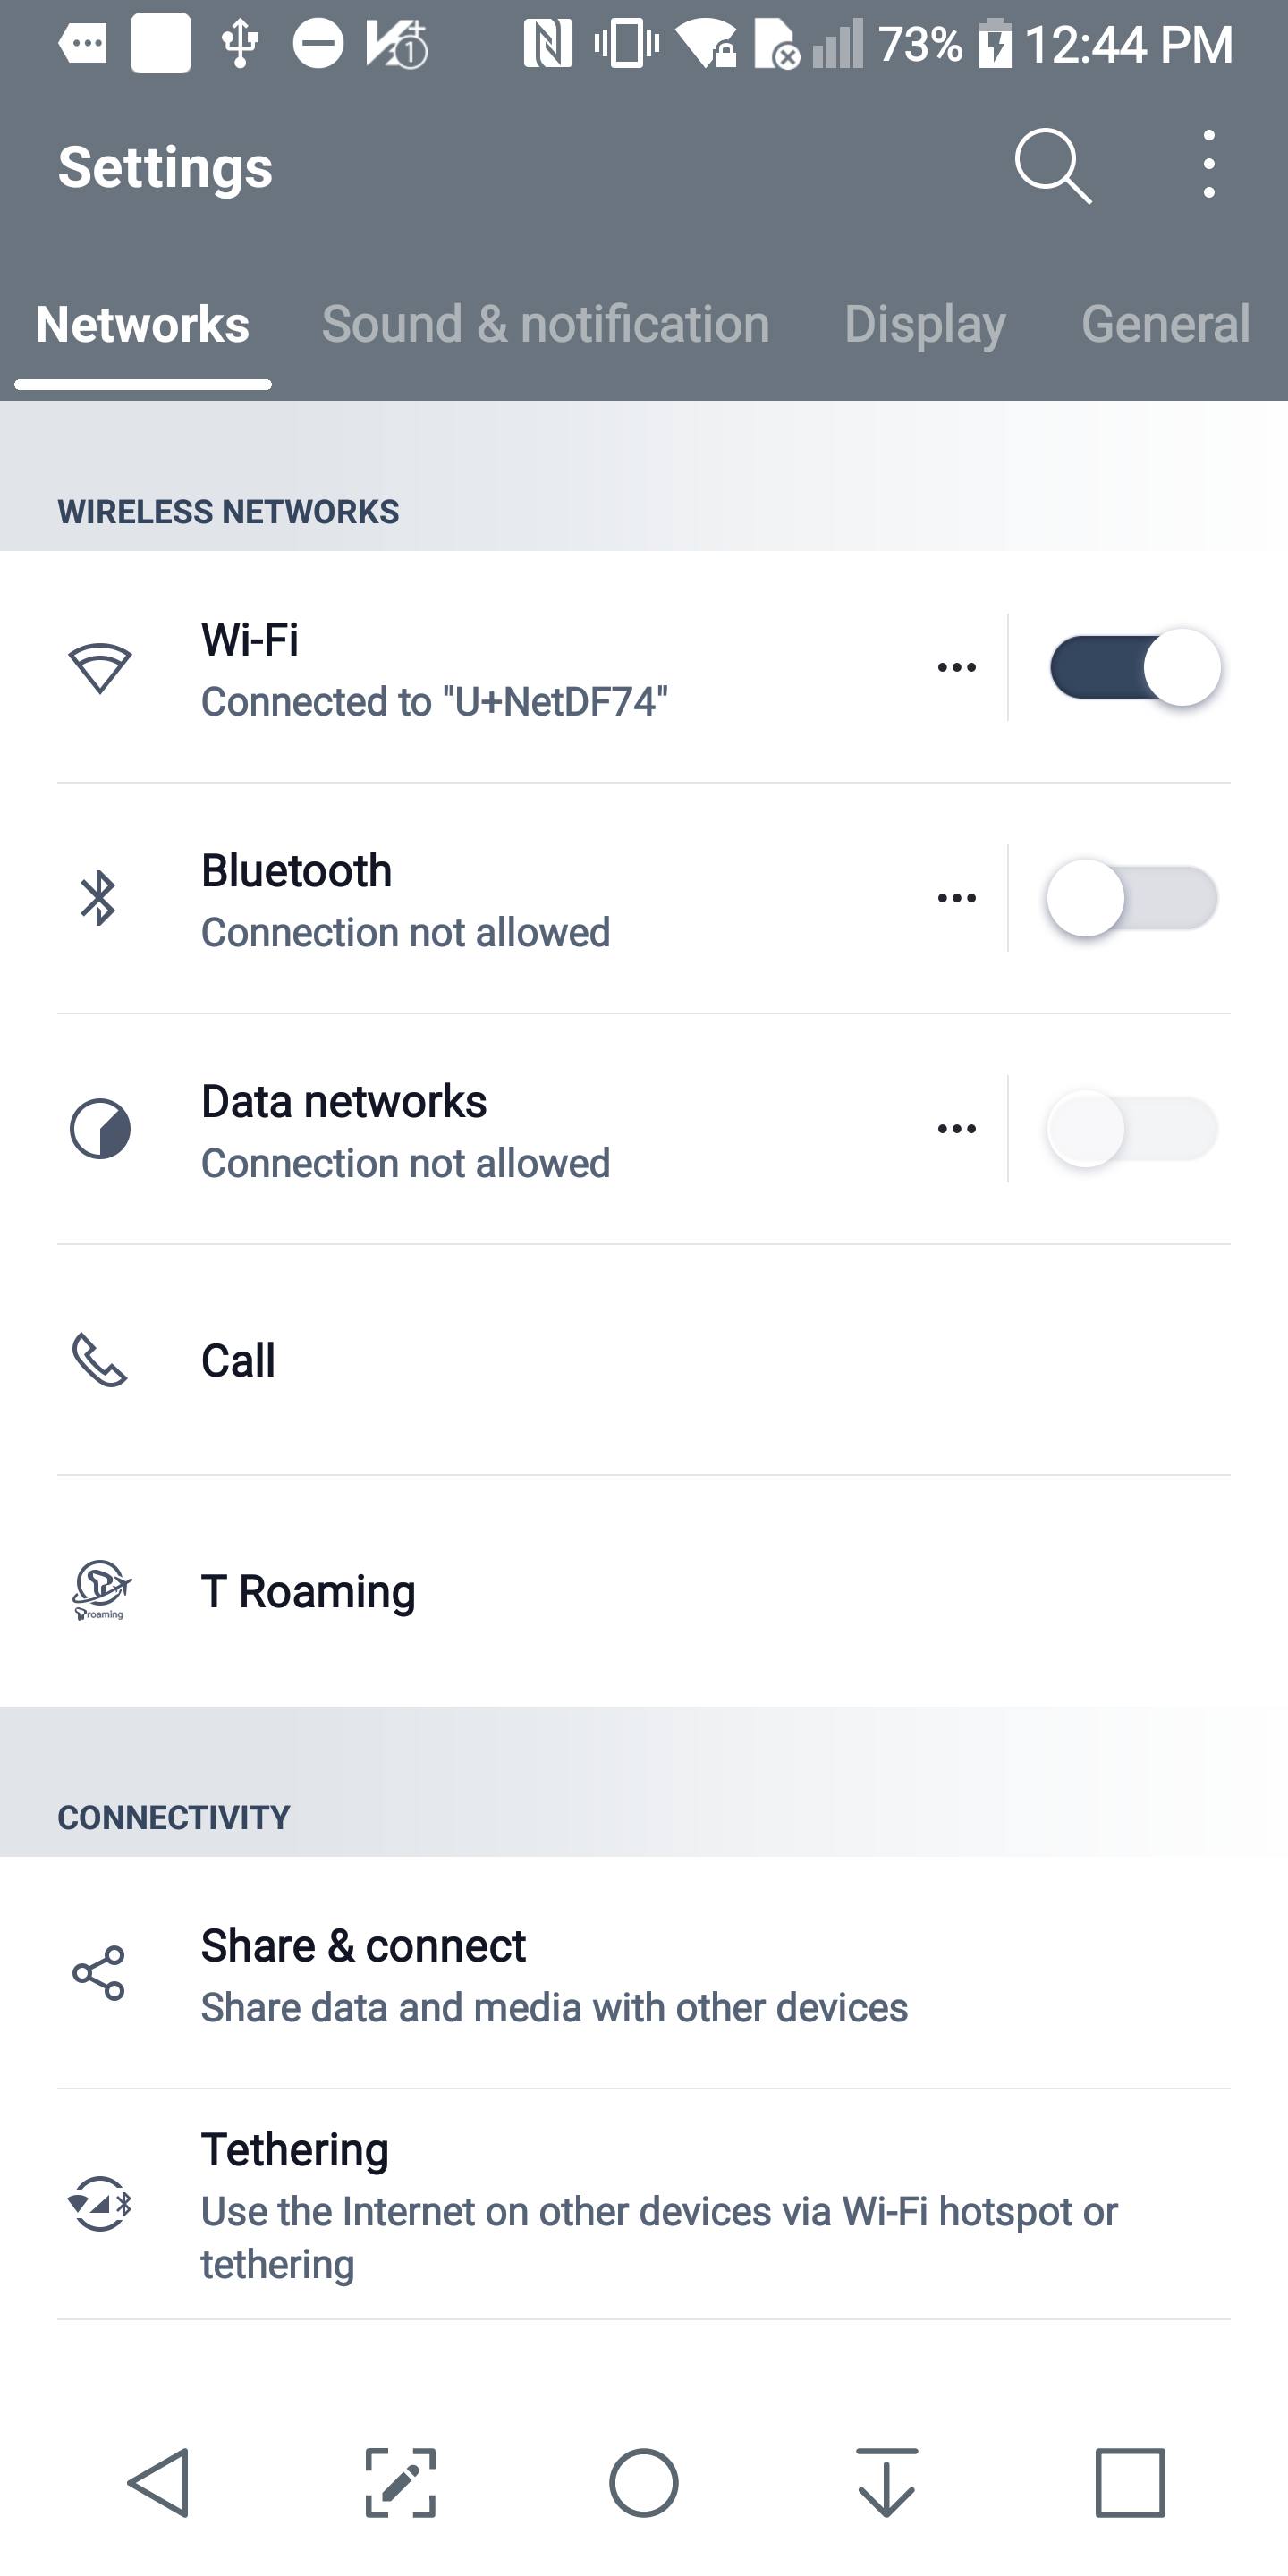 73% 12:44 PM
Settings
Networks Sound & notification Display General
WIRELESS NETWORKS
Wi-Fi
Connected to "U+NetDF74"
Bluetooth
Connection not allowed
Data networks
Connection not allowed
Call
T Roaming
roaming
CONNECTIVITY
Share & connect
Share data and media with other devices
Tethering
Use the Internet on other devices via Wi-Fi hotspot or
tethering